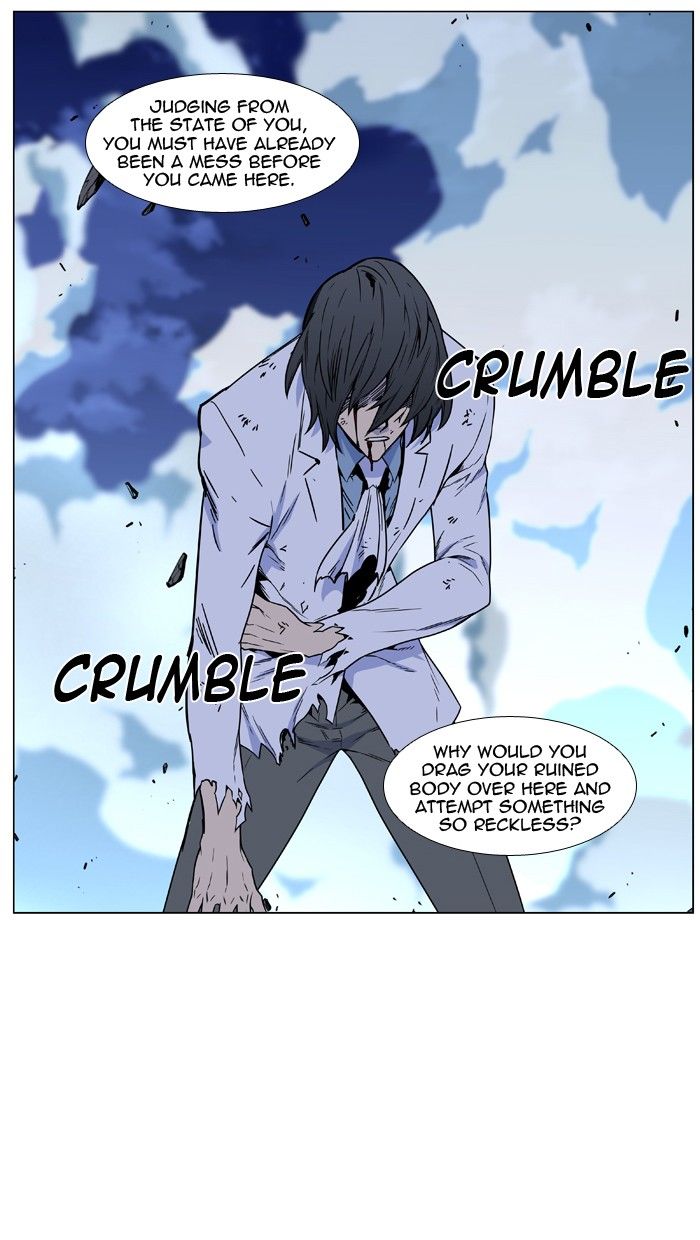 JUDGING FROM
THE STATE OF YOU,
YOU MUST HAVE ALREADY
BEEN A MESS BEFORE
YOU CAME HERE.
CRUMBLE
CRUMBLE
WHY WOULD YOU
DRAG YOUR RUINED
BODY OVER HERE AND
ATTEMPT SOMETHING
SO RECKLESS?